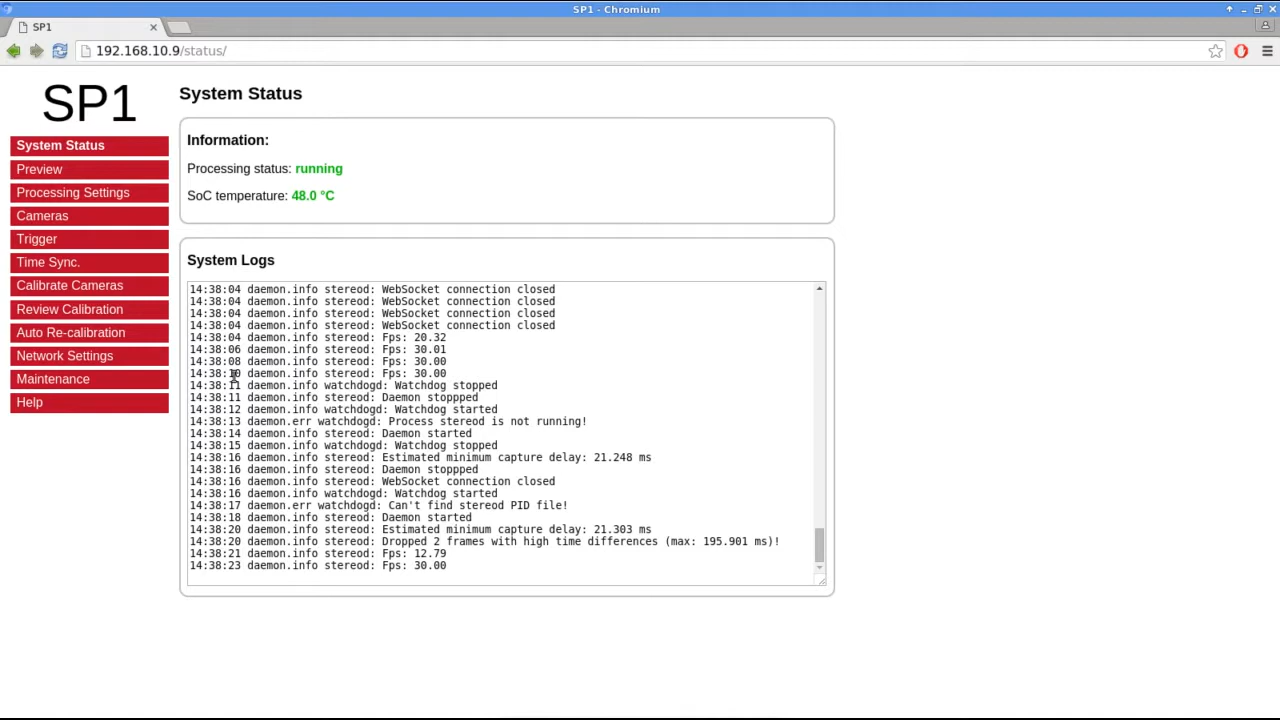 SP1 - Chromium
SP1
192.168.10.9/status/
SP1
System Status
Preview
Processing Settings
Cameras
Trigger
Time Sync.
Calibrate Cameras
Review Calibration
Auto Re-calibration
Network Settings
Maintenance
Help
System Status
Information:
Processing status: running
SoC temperature: 48.0 °C
System Logs
14:38:04 daemon.info stereod: WebSocket connection closed
14:38:04 daemon.info stereod: WebSocket connection closed
14:38:04 daemon.info stereod: WebSocket connection closed
14:38:04 daemon.info stereod: WebSocket connection closed
14:38:04 daemon.info stereod: Fps: 20.32
14:38:06 daemon.info stereod: Fps: 30.01
14:38:08 daemon.info stereod: Fps: 30.00
14:38:10 daemon.info stereod: Fps: 30.00
14:38:11 daemon.info watchdogd: Watchdog stopped
14:38:11 daemon.info stereod: Daemon stoppped
14:38:12 daemon.info watchdogd: Watchdog started
14:38:13 daemon.err watchdogd: Process stereod is not running!
14:38:14 daemon.info stereod: Daemon started
14:38:15 daemon.info watchdogd: Watchdog stopped
14:38:16 daemon.info stereod: Estimated minimum capture delay: 21.248 ms
14:38:16 daemon.info stereod: Daemon stoppped
14:38:16 daemon.info stereod: WebSocket connection closed
14:38:16 daemon.info watchdogd: Watchdog started
14:38:17 daemon.err watchdogd: Can't find stereod PID file!
14:38:18 daemon.info stereod: Daemon started
14:38:20 daemon.info stereod: Estimated minimum capture delay: 21.303 ms
14:38:20 daemon.info stereod: Dropped 2 frames with high time differences (max: 195.901 ms)!
14:38:21 daemon.info stereod: Fps: 12.79
14:38:23 daemon.info stereod: Fps: 30.00